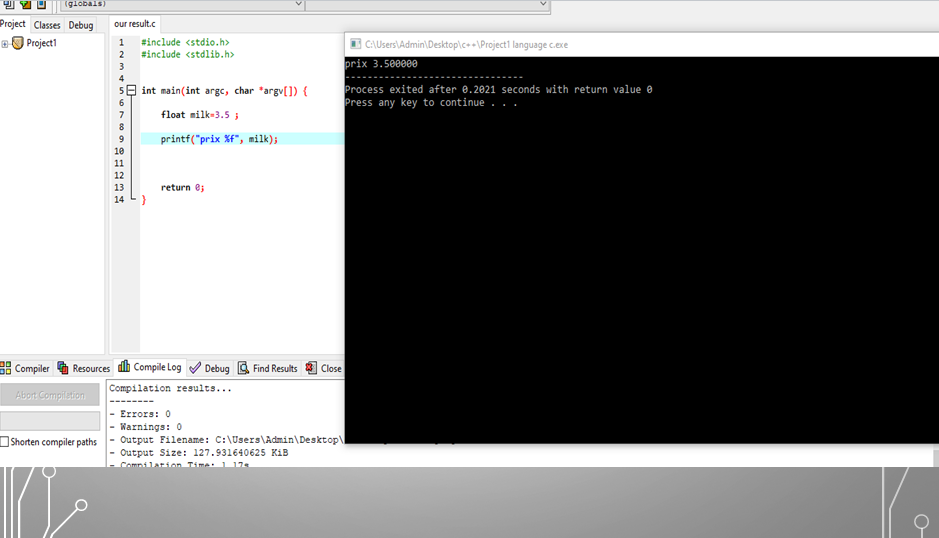 (globals)
Project Classes Debug
Project1
our result.c
1 #include <stdio.h>
2 #include <stdlib.h>
3
4
5 int main(int argc, char *argv[]) {
6
7 float milk=3.5 ;
8
9 printf("prix %f", milk);
10
11
12
13 return 0;
14 }
C:\Users\Admin\Desktop\c++\Project1 language c.exe
prix 3.500000
--------------------------------
Process exited after 0.2021 seconds with return value 0
Press any key to continue . . .
Compiler Resources Compile Log Debug Find Results Close
Abort Compilation
Shorten compiler paths
Compilation results...
--------
- Errors: 0
- Warnings: 0
- Output Filename: C:\Users\Admin\Desktop\
- Output Size: 127.931640625 KiB
- Compilation Time: 1.17s